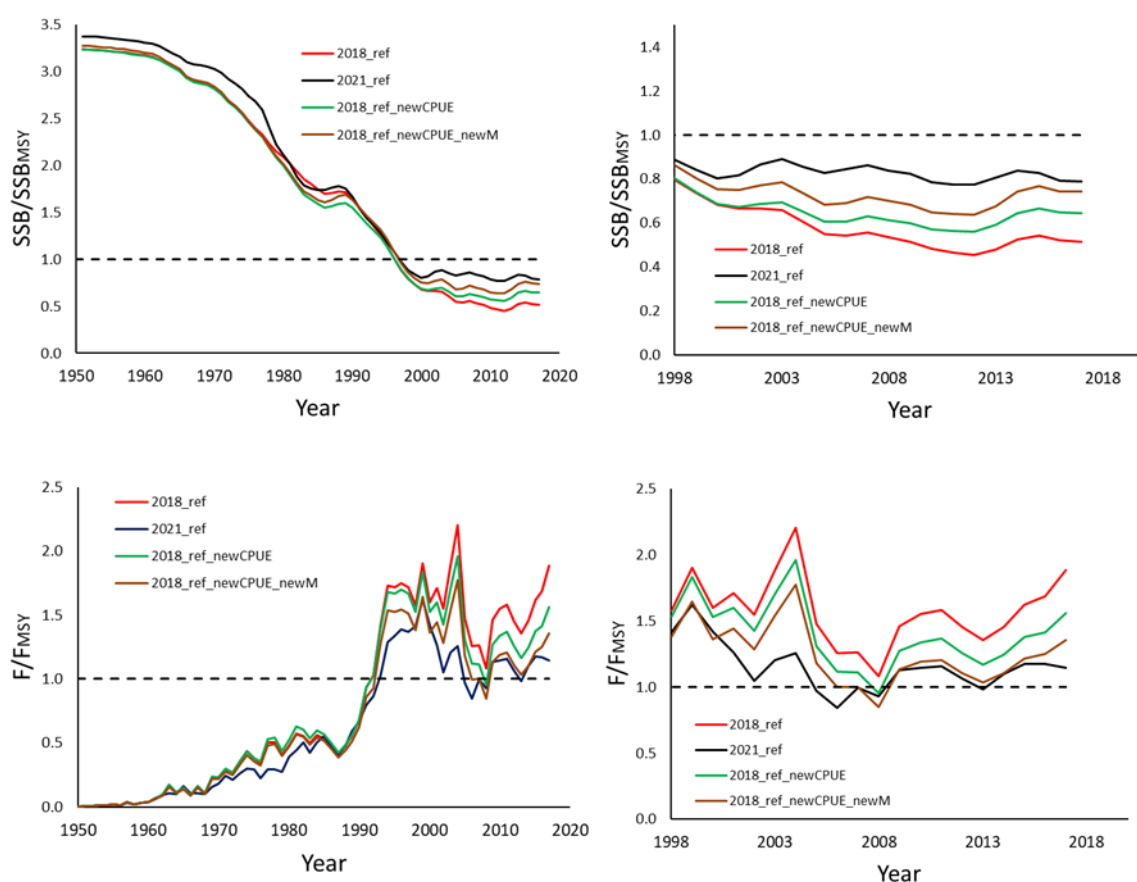 SSB/SSBMSY
3.5
3.0
2.5
2.0
1.5
1.0
0.5
0.0
2018_ref
2021_ref
2018_ref_newCPUE
2018_ref_newCPUE_newM
1950 1960 1970 1980 1990 2000 2010 2020
Year
SSB/SSBMSY
1.4
1.2
1.0
0.8
0.6
0.4
0.2
0.0
2018_ref
2021_ref
2018_ref_newCPUE
2018_ref_newCPUE_newM
1998 2003 2008 2013 2018
Year
F/FMSY
2.5
2.0
1.5
1.0
0.5
0.0
2018_ref
2021_ref
2018_ref_newCPUE
2018_ref_newCPUE_newM
1950 1960 1970 1980 1990 2000 2010 2020
Year
F/FMSY
2.5
2.0
1.5
1.0
0.5
0.0
2018_ref
2021_ref
2018_ref_newCPUE
2018_ref_newCPUE_newM
1998 2003 2008 2013 2018
Year